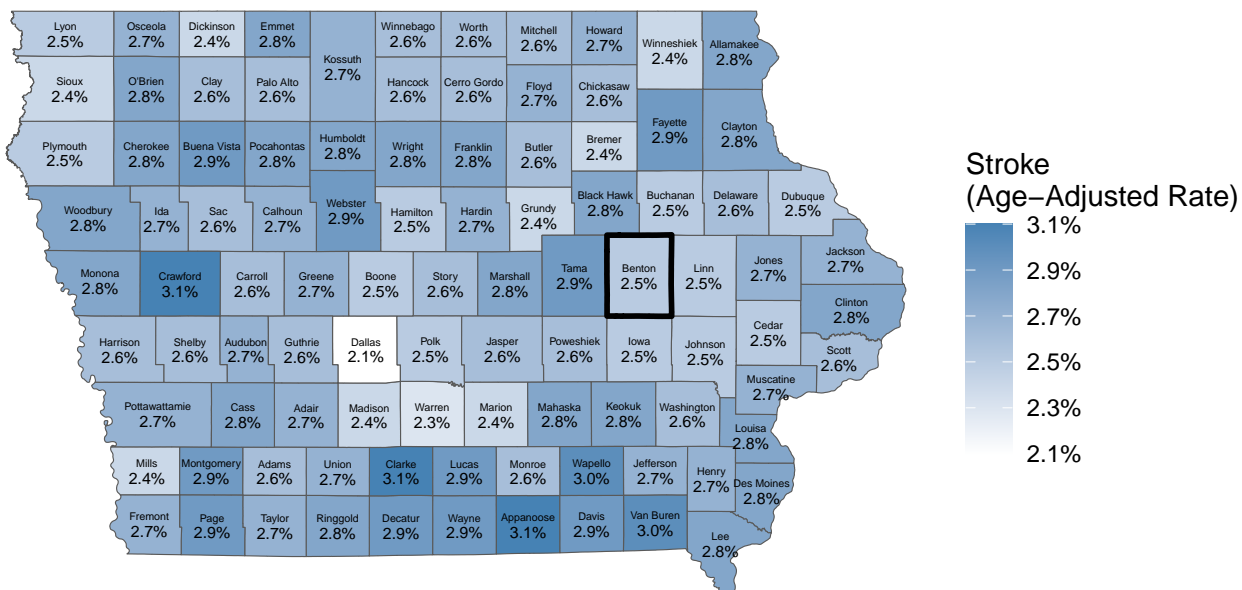 Lyon
2.5%
Osceola
2.7%
Dickinson
2.4%
Emmet
2.8%
Kossuth
2.7%
Winnebago
2.6%
Worth
2.6%
Mitchell
2.6%
Howard
2.7%
Winneshiek
2.4%
Allamakee
2.8%
Sioux
2.4%
O'Brien
2.8%
Clay
2.6%
Palo Alto
2.6%
Hancock
2.6%
Cerro Gordo
2.6%
Floyd
2.7%
Chickasaw
2.6%
Fayette
2.9%
Clayton
2.8%
Plymouth
2.5%
Cherokee
2.8%
Buena Vista
2.9%
Pocahontas
2.8%
Humboldt
2.8%
Wright
2.8%
Franklin
2.8%
Butler
2.6%
Bremer
2.4%
Woodbury
2.8%
Ida
2.7%
Sac
2.6%
Calhoun
2.7%
Webster
2.9%
Hamilton
2.5%
Hardin
2.7%
Grundy
2.4%
Black Hawk
2.8%
Buchanan
2.5%
Delaware
2.6%
Dubuque
2.5%
Monona
2.8%
Crawford
3.1%
Carroll
2.6%
Greene
2.7%
Boone
2.5%
Story
2.6%
Marshall
2.8%
Tama
2.9%
Benton
2.5%
Linn
2.5%
Jones
2.7%
Jackson
2.7%
Clinton
2.8%
Harrison
2.6%
Shelby
2.6%
Audubon
2.7%
Guthrie
2.6%
Dallas
2.1%
Polk
2.5%
Jasper
2.6%
Poweshiek
2.6%
Iowa
2.5%
Johnson
2.5%
Cedar
2.5%
Scott
2.6%
Muscatine
2.7%
Pottawattamie
2.7%
Cass
2.8%
Adair
2.7%
Madison
2.4%
Warren
2.3%
Marion
2.4%
Mahaska
2.8%
Keokuk
2.8%
Washington
2.6%
Louisa
2.8%
Mills
2.4%
Montgomery
2.9%
Adams
2.6%
Union
2.7%
Clarke
3.1%
Lucas
2.9%
Monroe
2.6%
Wapello
3.0%
Jefferson
2.7%
Henry
2.7%
Des Moines
2.8%
Fremont
2.7%
Page
2.9%
Taylor
2.7%
Ringgold
2.8%
Decatur
2.9%
Wayne
2.9%
Appanoose
3.1%
Davis
2.9%
Van Buren
3.0%
Lee
2.8%
Stroke
(Age−Adjusted Rate)
3.1%
2.9%
2.7%
2.5%
2.3%
2.1%